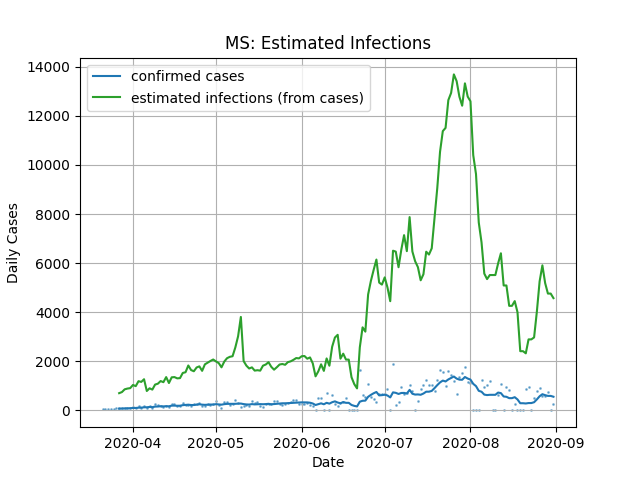 MS: Estimated Infections
confirmed cases
estimated infections (from cases)
14000
12000
10000
8000
6000
4000
2000
0
Daily Cases
2020-04 2020-05 2020-06 2020-07 2020-08 2020-09
Date